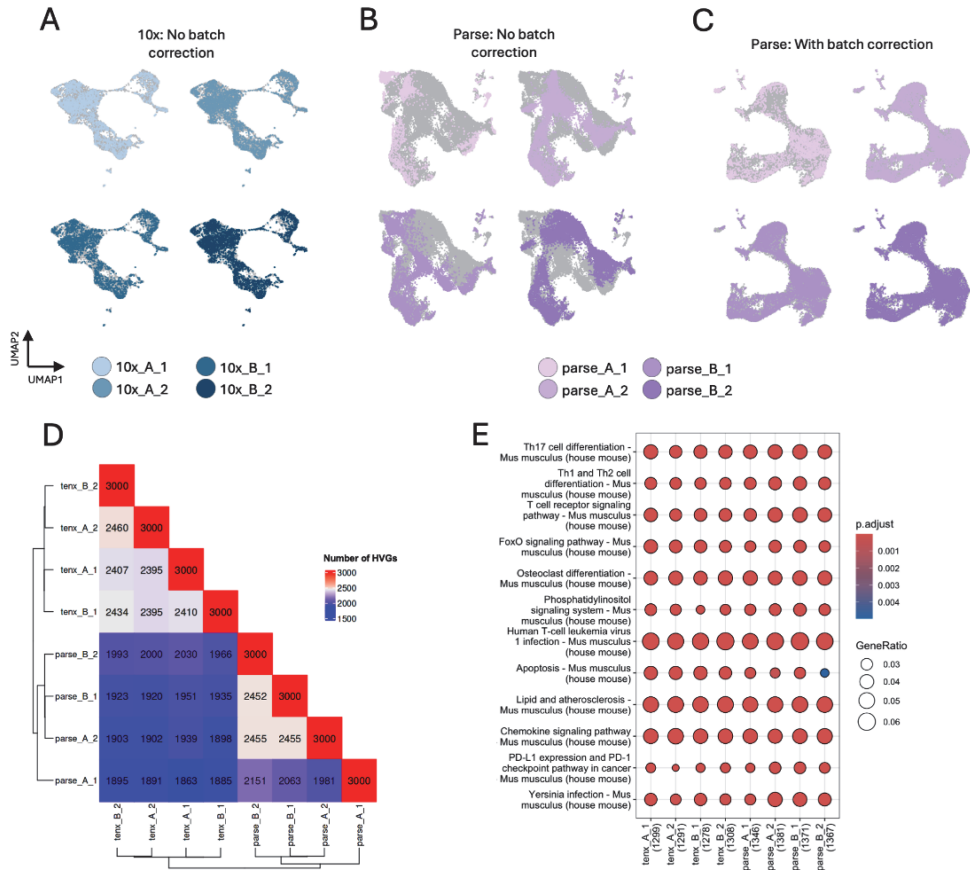 A
10x: No batch
correction
B
Parse: No batch
correction
C
Parse: With batch correction
UMAP2
UMAP1
10x_A_1
10x_B_1
10x_A_2
10x_B_2
parse_A_1
parse_B_1
parse_A_2
parse_B_2
D
tenx_B_2
3000
tenx_A_2
2460 3000
tenx_A_1
2407 2395 3000
tenx_B_1
2434 2395 2410 3000
parse_B_2
1993 2000 2030 1966 3000
parse_B_1
1923 1920 1951 1935 2452 3000
parse_A_2
1903 1902 1939 1898 2455 2455 3000
parse_A_1
1895 1891 1863 1885 2151 2063 1981 3000
tenx_B_2
tenx_A_2
tenx_A_1
tenx_B_1
parse_B_2
parse_B_1
parse_A_2
parse_A_1
Number of HVGs
3000
2500
2000
1500
E
Th17 cell differentiation -
Mus musculus (house mouse)
Th1 and Th2 cell
differentiation - Mus
musculus (house mouse)
T cell receptor signaling
pathway - Mus musculus
(house mouse)
FoxO signaling pathway - Mus
musculus (house mouse)
Osteoclast differentiation -
Mus musculus (house mouse)
Phosphatidylinositol
signaling system - Mus
musculus (house mouse)
Human T-cell leukemia virus
1 infection - Mus musculus
(house mouse)
Apoptosis - Mus musculus
(house mouse)
Lipid and atherosclerosis -
Mus musculus (house mouse)
Chemokine signaling pathway
Mus musculus (house mouse)
PD-L1 expression and PD-1
checkpoint pathway in cancer
Mus musculus (house mouse)
Yersinia infection - Mus
musculus (house mouse)
tenx_A_1
(1299)
tenx_A_2
(1291)
tenx_B_1
(1278)
tenx_B_2
(1308)
parse_A_1
(1346)
parse_A_2
(1381)
parse_B_1
(1371)
parse_B_2
(1367)
p.adjust
0.001
0.002
0.003
0.004
GeneRatio
0.03
0.04
0.05
0.06